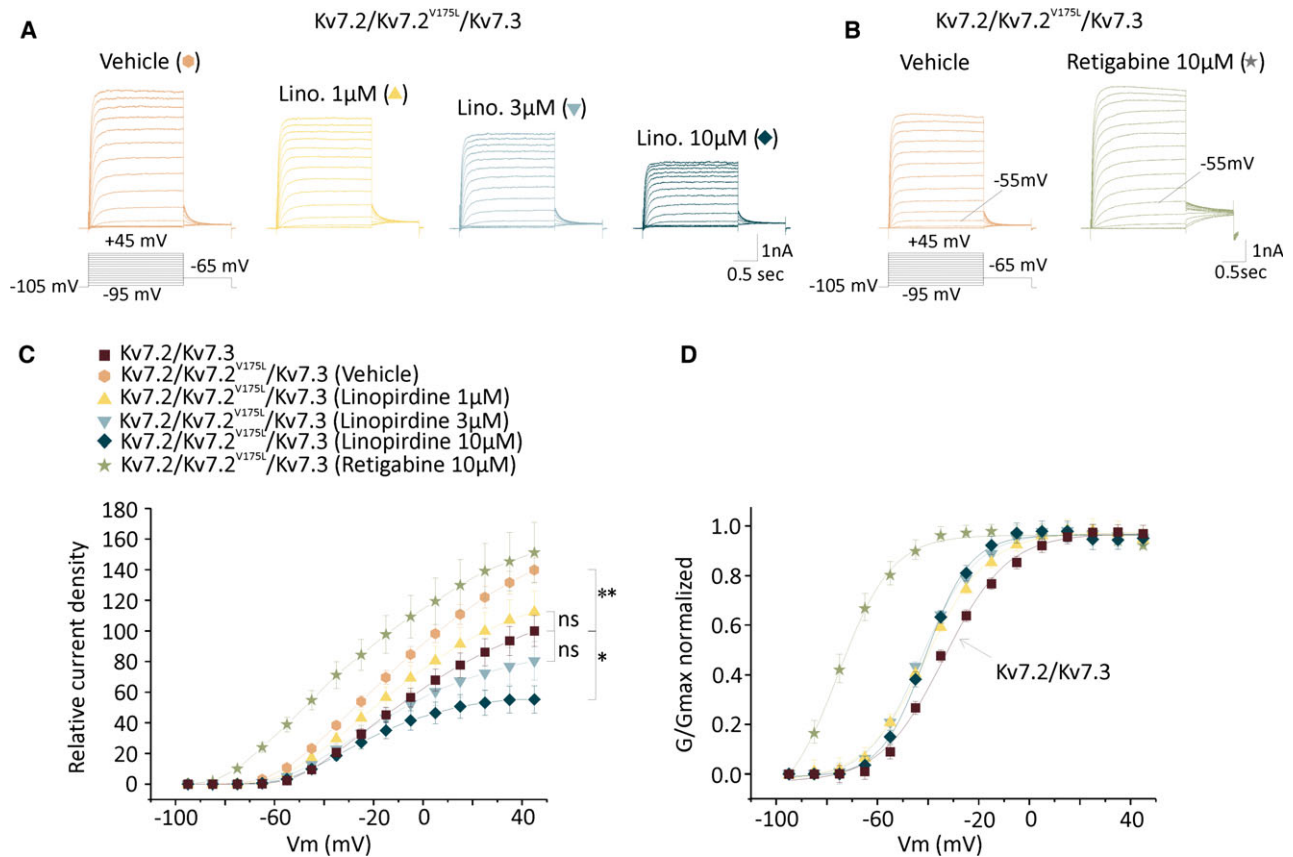 A
Kv7.2/Kv7.2V175L/Kv7.3
Vehicle (⬢)
Lino. 1µM (▲)
Lino. 3µM (▼)
Lino. 10µM (◆)
+45 mV
-65 mV
-105 mV
-95 mV
1nA
0.5 sec
B
Kv7.2/Kv7.2V175L/Kv7.3
Vehicle
Retigabine 10µM (★)
-55mV
-55mV
+45 mV
-65 mV
-105 mV
-95 mV
1nA
0.5sec
C
Kv7.2/Kv7.3
Kv7.2/Kv7.2V175L/Kv7.3 (Vehicle)
Kv7.2/Kv7.2V175L/Kv7.3 (Linopirdine 1µM)
Kv7.2/Kv7.2V175L/Kv7.3 (Linopirdine 3µM)
Kv7.2/Kv7.2V175L/Kv7.3 (Linopirdine 10µM)
Kv7.2/Kv7.2V175L/Kv7.3 (Retigabine 10µM)
Relative current density
180
160
140
120
100
80
60
40
20
0
**
ns
ns
*
-100
-60
-20
0
40
Vm (mV)
D
G/Gmax normalized
1.0
0.8
0.6
0.4
0.2
0.0
Kv7.2/Kv7.3
-100
-60
-20
0
40
Vm (mV)